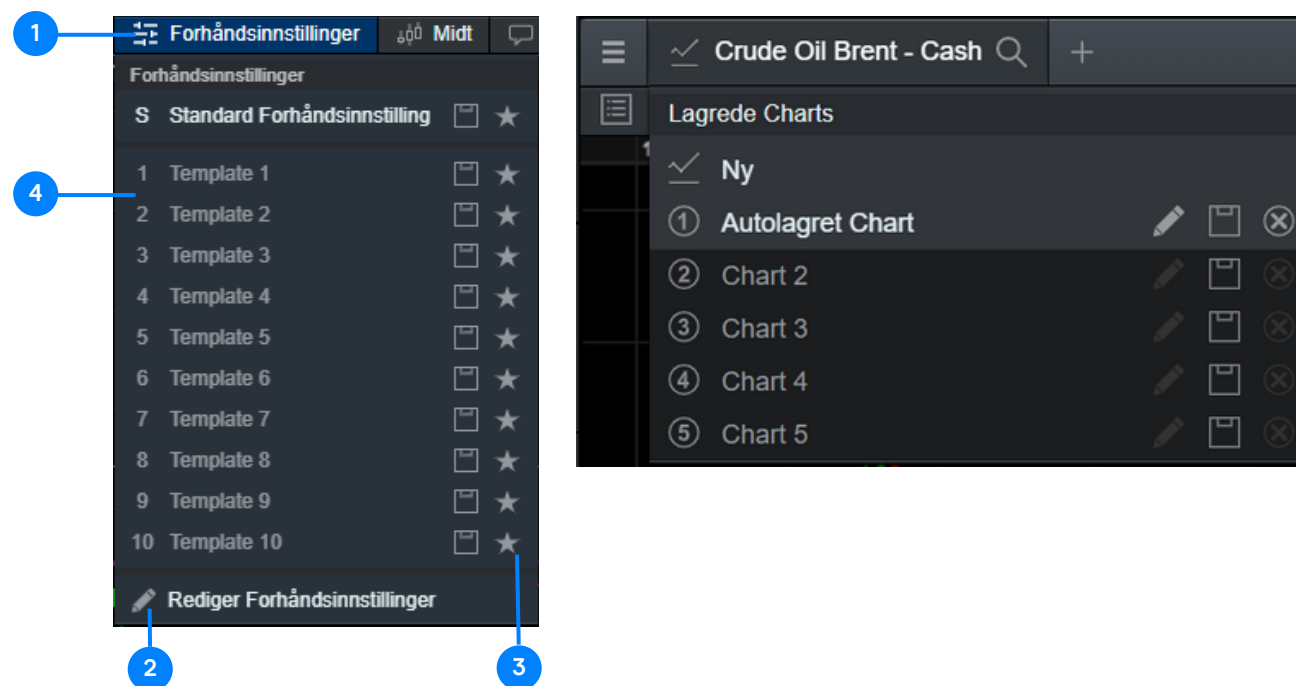 1
Forhåndsinnstillinger
Midt
Forhåndsinnstillinger
S Standard Forhåndsinnstilling
4
1 Template 1
2 Template 2
3 Template 3
4 Template 4
5 Template 5
6 Template 6
7 Template 7
8 Template 8
9 Template 9
10 Template 10
Rediger Forhåndsinnstillinger
2
3
Crude Oil Brent - Cash
Lagrede Charts
1
Ny
1 Autolagret Chart
2 Chart 2
3 Chart 3
4 Chart 4
5 Chart 5